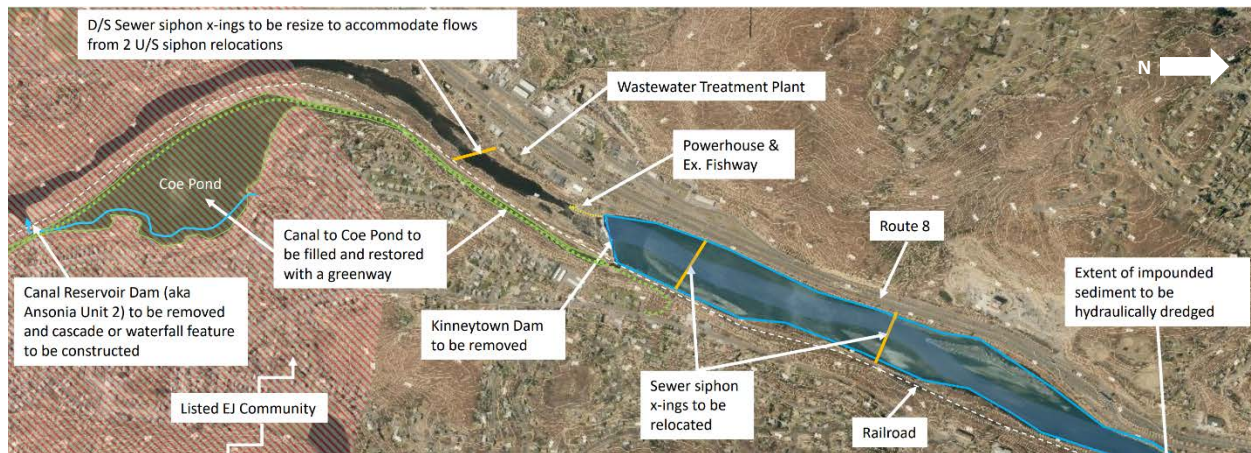 D/S Sewer siphon x-ings to be resize to accommodate flows
from 2 U/S siphon relocations
N
Wastewater Treatment Plant
Powerhouse &
Ex. Fishway
Coe Pond
Route 8
Canal to Coe Pond to
be filled and restored
with a greenway
Extent of impounded
sediment to be
hydraulically dredged
Canal Reservoir Dam (aka
Ansonia Unit 2) to be removed
and cascade or waterfall feature
to be constructed
Kinneytown Dam
to be removed
Sewer siphon
x-ings to be
relocated
Listed EJ Community
Railroad